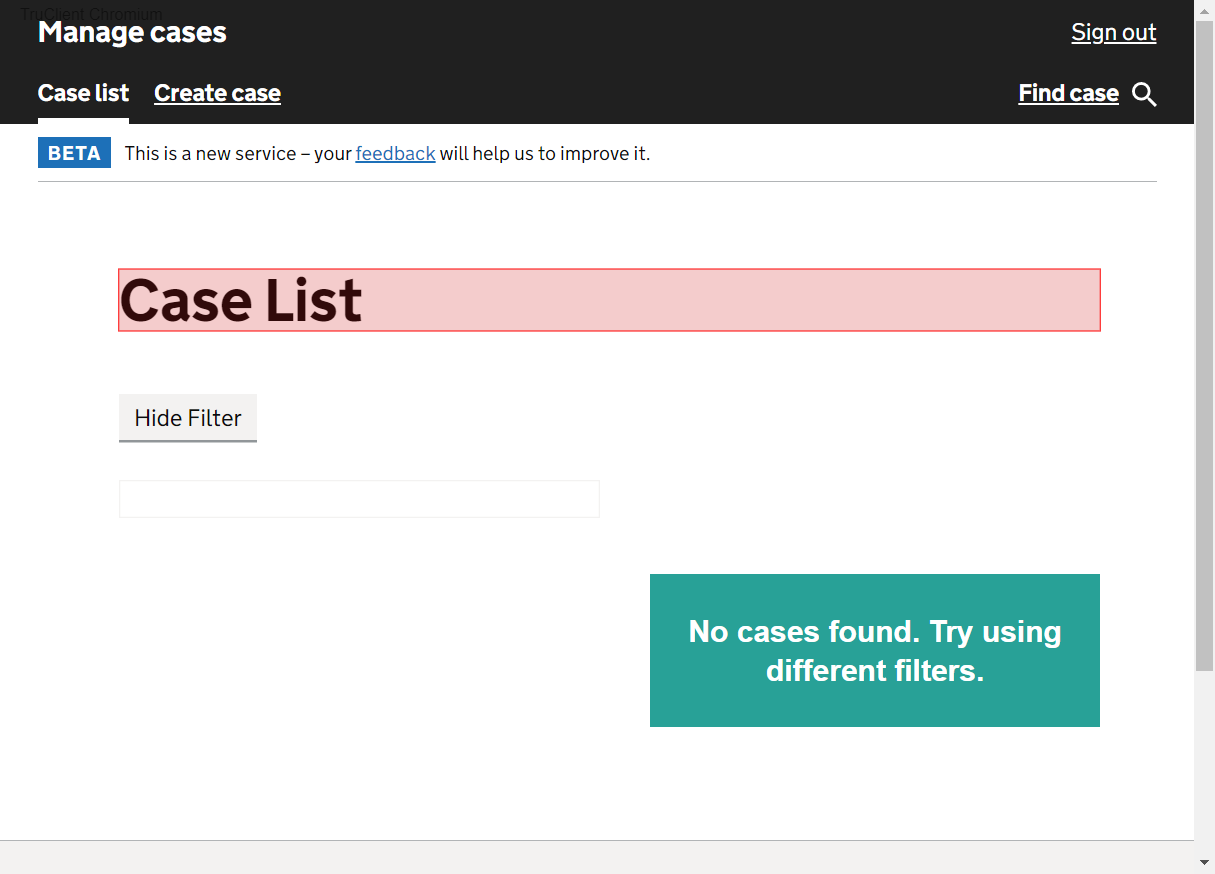 TruClient Chromium
Manage cases
Sign out
Case list Create case Find case
BETA This is a new service – your feedback will help us to improve it.
Case List
Hide Filter
No cases found. Try using
different filters.